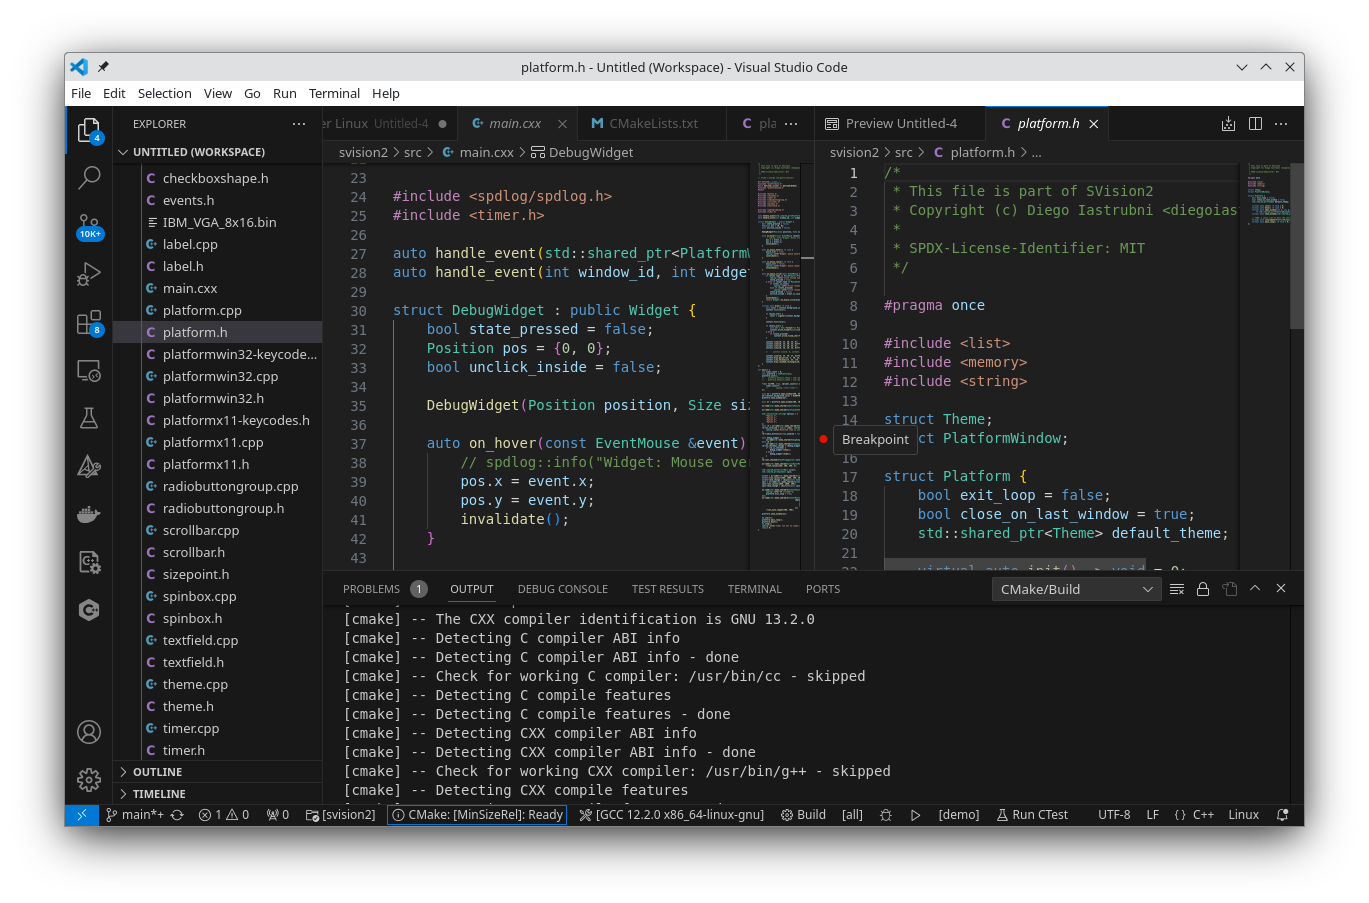 platform.h - Untitled (Workspace) - Visual Studio Code
File Edit Selection View Go Run Terminal Help
4
10K+
8
EXPLORER
UNTITLED (WORKSPACE)
checkboxshape.h
events.h
IBM_VGA_8x16.bin
label.cpp
label.h
main.cxx
platform.cpp
platform.h
platformwin32-keycode...
platformwin32.cpp
platformwin32.h
platformx11-keycodes.h
platformx11.cpp
platformx11.h
radiobuttongroup.cpp
radiobuttongroup.h
scrollbar.cpp
scrollbar.h
sizepoint.h
spinbox.cpp
spinbox.h
textfield.cpp
textfield.h
theme.cpp
theme.h
timer.cpp
timer.h
OUTLINE
TIMELINE
er Linux Untitled-4 main.cxx CMakeLists.txt pla ...
svision2 > src > main.cxx > DebugWidget
23
24 #include <spdlog/spdlog.h>
25 #include <timer.h>
26
27 auto handle_event(std::shared_ptr<PlatformW
28 auto handle_event(int window_id, int widget
29
30 struct DebugWidget : public Widget {
31 bool state_pressed = false;
32 Position pos = {0, 0};
33 bool unclick_inside = false;
34
35 DebugWidget(Position position, Size siz
36
37 auto on_hover(const EventMouse &event)
38 // spdlog::info("Widget: Mouse over
39 pos.x = event.x;
40 pos.y = event.y;
41 invalidate();
42 }
43
Preview Untitled-4 platform.h
svision2 > src > platform.h > ...
1 /*
2 * This file is part of SVision2
3 * Copyright (c) Diego Iastrubni <diegoiast
4 *
5 * SPDX-License-Identifier: MIT
6 */
7
8 #pragma once
9
10 #include <list>
11 #include <memory>
12 #include <string>
13
14 struct Theme;
Breakpoint
ct PlatformWindow;
16
17 struct Platform {
18 bool exit_loop = false;
19 bool close_on_last_window = true;
20 std::shared_ptr<Theme> default_theme;
21
22 virtual auto init() -> void = 0;
PROBLEMS 1 OUTPUT DEBUG CONSOLE TEST RESULTS TERMINAL PORTS CMake/Build
[cmake] -- The CXX compiler identification is GNU 13.2.0
[cmake] -- Detecting C compiler ABI info
[cmake] -- Detecting C compiler ABI info - done
[cmake] -- Check for working C compiler: /usr/bin/cc - skipped
[cmake] -- Detecting C compile features
[cmake] -- Detecting C compile features - done
[cmake] -- Detecting CXX compiler ABI info
[cmake] -- Detecting CXX compiler ABI info - done
[cmake] -- Check for working CXX compiler: /usr/bin/g++ - skipped
[cmake] -- Detecting CXX compile features
main*+ 1 0 0 [svision2] CMake: [MinSizeRel]: Ready [GCC 12.2.0 x86_64-linux-gnu] Build [all] [demo] Run CTest UTF-8 LF {} C++ Linux